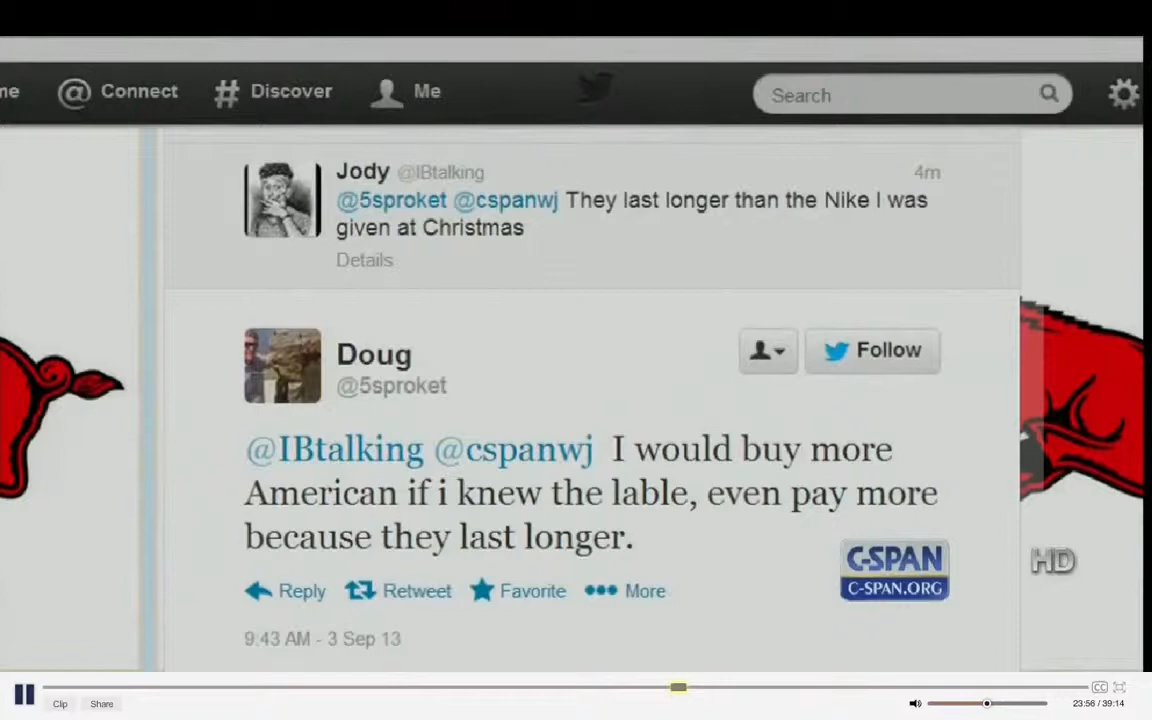 me @ Connect # Discover Me Search
Jody @IBtalking 4m
@5sproket @cspanwj They last longer than the Nike I was
given at Christmas
Details
Doug
@5sproket
Follow
@IBtalking @cspanwj I would buy more
American if i knew the lable, even pay more
because they last longer.
C-SPAN
C-SPAN.ORG
HD
Reply Retweet Favorite More
9:43 AM - 3 Sep 13
CC
Clip Share 23:56 / 39:14